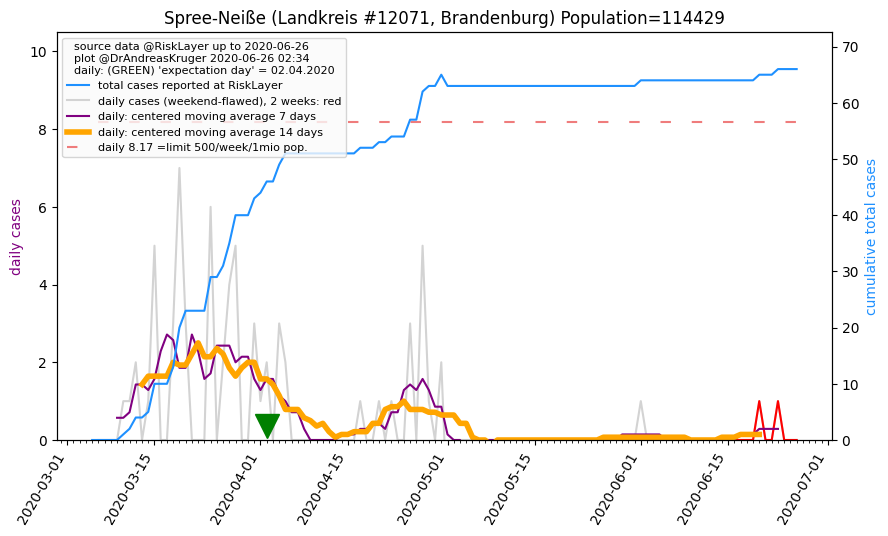 Spree-Neiße (Landkreis #12071, Brandenburg) Population=114429
source data @RiskLayer up to 2020-06-26
plot @DrAndreasKruger 2020-06-26 02:34
daily: (GREEN) 'expectation day' = 02.04.2020
total cases reported at RiskLayer
daily cases (weekend-flawed), 2 weeks: red
daily: centered moving average 7 days
daily: centered moving average 14 days
daily 8.17 =limit 500/week/1mio pop.
daily cases
10
8
6
4
2
0
cumulative total cases
70
60
50
40
30
20
10
0
2020-03-01
2020-03-15
2020-04-01
2020-04-15
2020-05-01
2020-05-15
2020-06-01
2020-06-15
2020-07-01